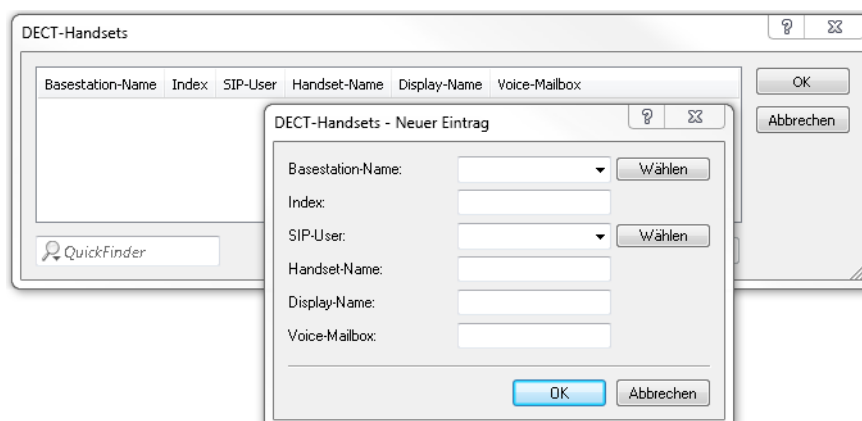 DECT-Handsets
Basestation-Name Index SIP-User Handset-Name Display-Name Voice-Mailbox
OK
Abbrechen
QuickFinder
DECT-Handsets - Neuer Eintrag
Basestation-Name: Wählen
Index:
SIP-User: Wählen
Handset-Name:
Display-Name:
Voice-Mailbox:
OK Abbrechen